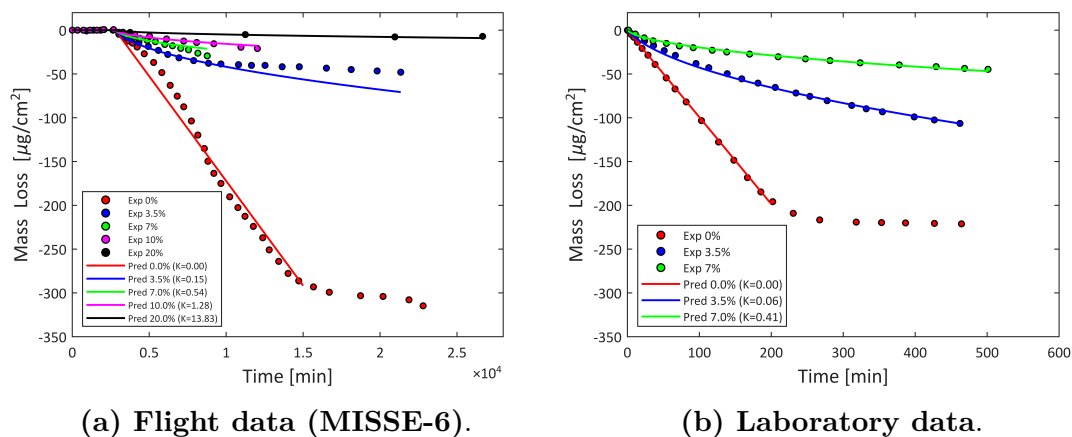 0
-50
-100
-150
-200
-250
-300
-350
Mass Loss [μg/cm²]
Exp 0%
Exp 3.5%
Exp 7%
Exp 10%
Exp 20%
Pred 0.0% (K=0.00)
Pred 3.5% (K=0.15)
Pred 7.0% (K=0.54)
Pred 10.0% (K=1.28)
Pred 20.0% (K=13.83)
0 0.5 1 1.5 2 2.5
×10⁴
Time [min]
(a) Flight data (MISSE-6).
0
-50
-100
-150
-200
-250
-300
-350
Mass Loss [μg/cm²]
Exp 0%
Exp 3.5%
Exp 7%
Pred 0.0% (K=0.00)
Pred 3.5% (K=0.06)
Pred 7.0% (K=0.41)
0 100 200 300 400 500 600
Time [min]
(b) Laboratory data.